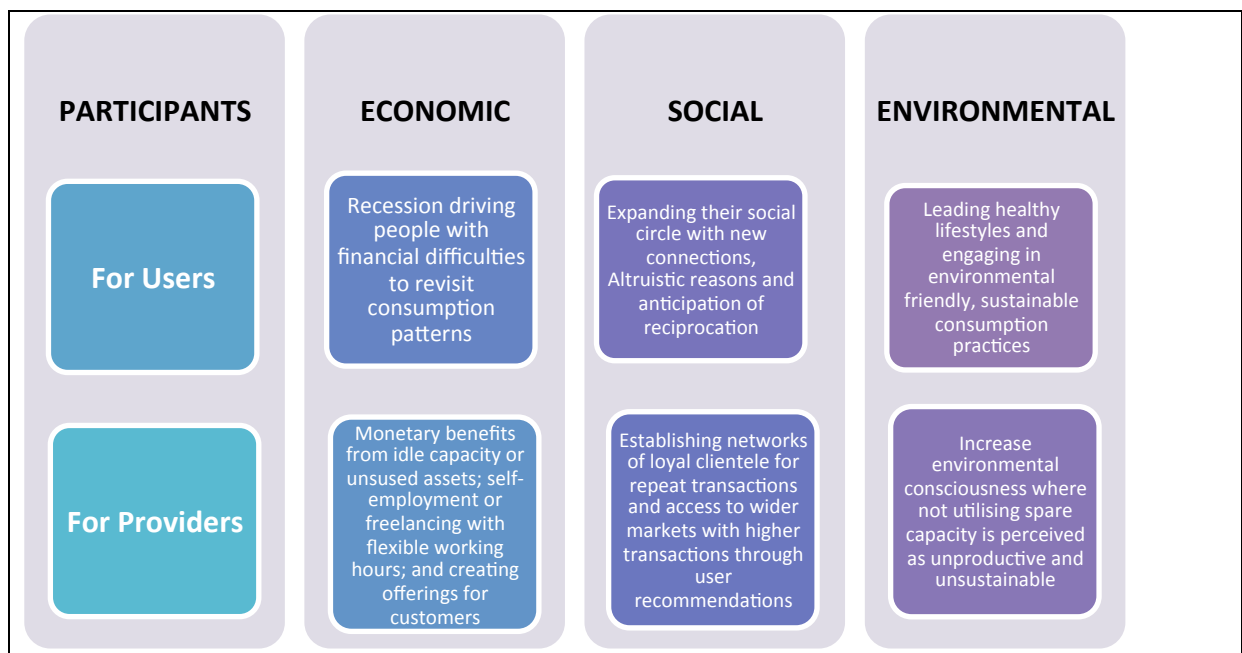 PARTICIPANTS
For Users
For Providers
ECONOMIC
Recession driving
people with
financial difficulties
to revisit
consumption
patterns
Monetary benefits
from idle capacity or
unsused assets; self-
employment or
freelancing with
flexible working
hours; and creating
offerings for
customers
SOCIAL
Expanding their social
circle with new
connections,
Altruistic reasons and
anticipation of
reciprocation
Establishing networks
of loyal clientele for
repeat transactions
and access to wider
markets with higher
transactions through
user
recommendations
ENVIRONMENTAL
Leading healthy
lifestyles and
engaging in
environmental
friendly, sustainable
consumption
practices
Increase
environmental
consciousness where
not utilising spare
capacity is perceived
as unproductive and
unsustainable